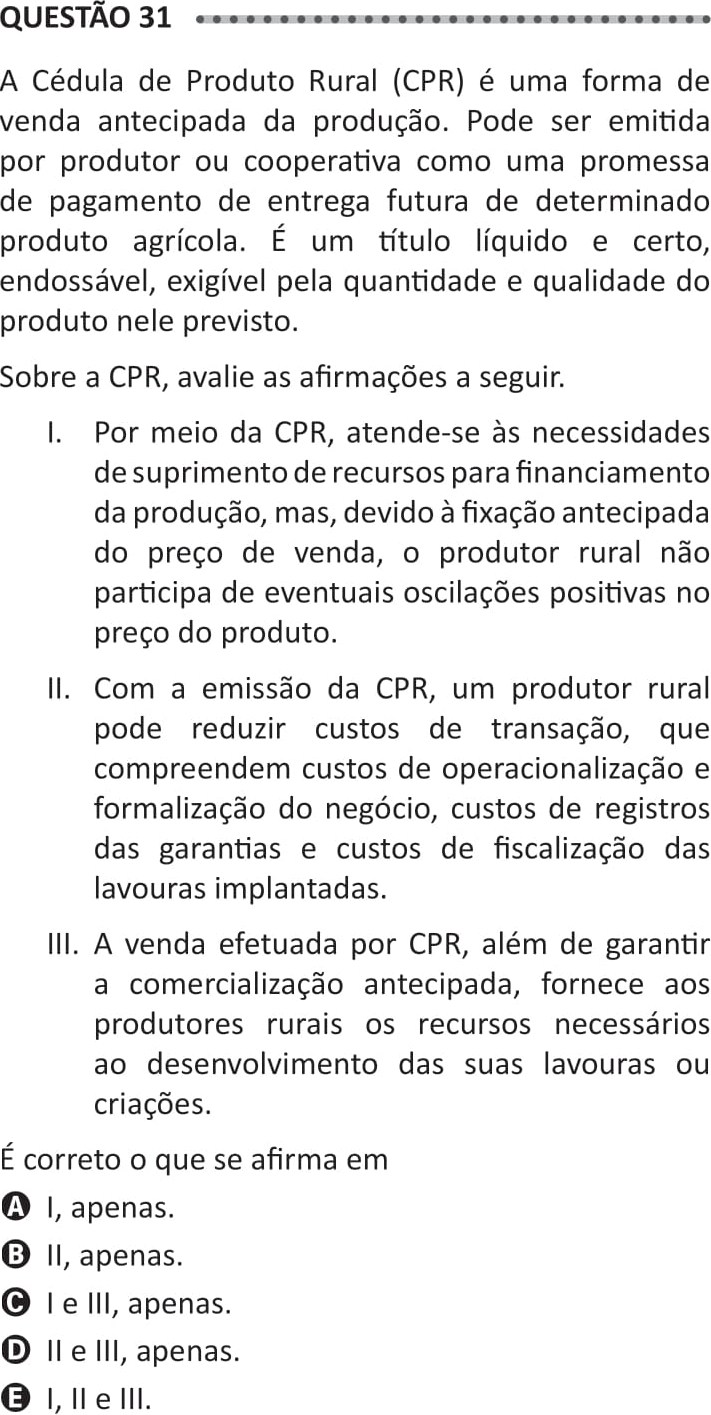 QUESTÃO 31
A Cédula de Produto Rural (CPR) é uma forma de
venda antecipada da produção. Pode ser emitida
por produtor ou cooperativa como uma promessa
de pagamento de entrega futura de determinado
produto agrícola. É um título líquido e certo,
endossável, exigível pela quantidade e qualidade do
produto nele previsto.
Sobre a CPR, avalie as afirmações a seguir.
I. Por meio da CPR, atende-se às necessidades
de suprimento de recursos para financiamento
da produção, mas, devido à fixação antecipada
do preço de venda, o produtor rural não
participa de eventuais oscilações positivas no
preço do produto.
II. Com a emissão da CPR, um produtor rural
pode reduzir custos de transação, que
compreendem custos de operacionalização e
formalização do negócio, custos de registros
das garantias e custos de fiscalização das
lavouras implantadas.
III. A venda efetuada por CPR, além de garantir
a comercialização antecipada, fornece aos
produtores rurais os recursos necessários
ao desenvolvimento das suas lavouras ou
criações.
É correto o que se afirma em
A I, apenas.
B II, apenas.
C I e III, apenas.
D II e III, apenas.
E I, II e III.